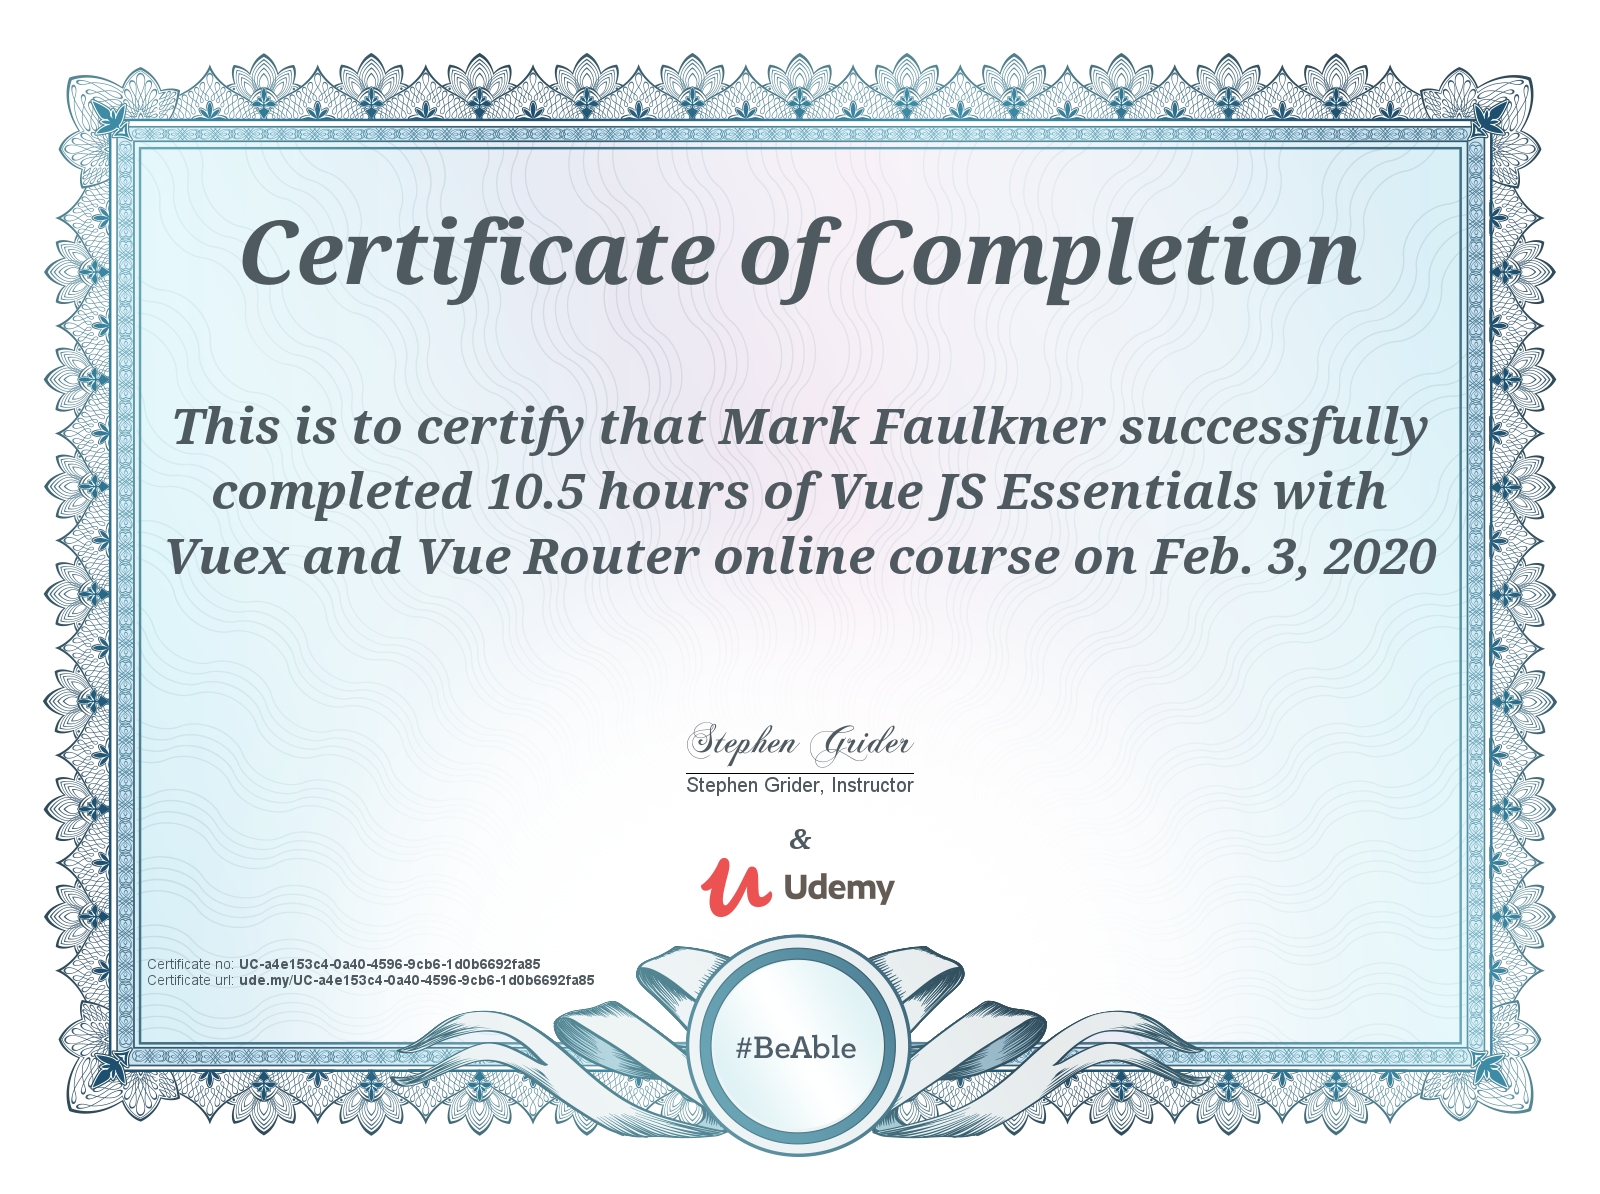 Certificate of Completion
This is to certify that Mark Faulkner successfully
completed 10.5 hours of Vue JS Essentials with
Vuex and Vue Router online course on Feb. 3, 2020
Stephen Grider
Stephen Grider, Instructor
&
Udemy
Certificate no: UC-a4e153c4-0a40-4596-9cb6-1d0b6692fa85
Certificate url: ude.my/UC-a4e153c4-0a40-4596-9cb6-1d0b6692fa85
#BeAble